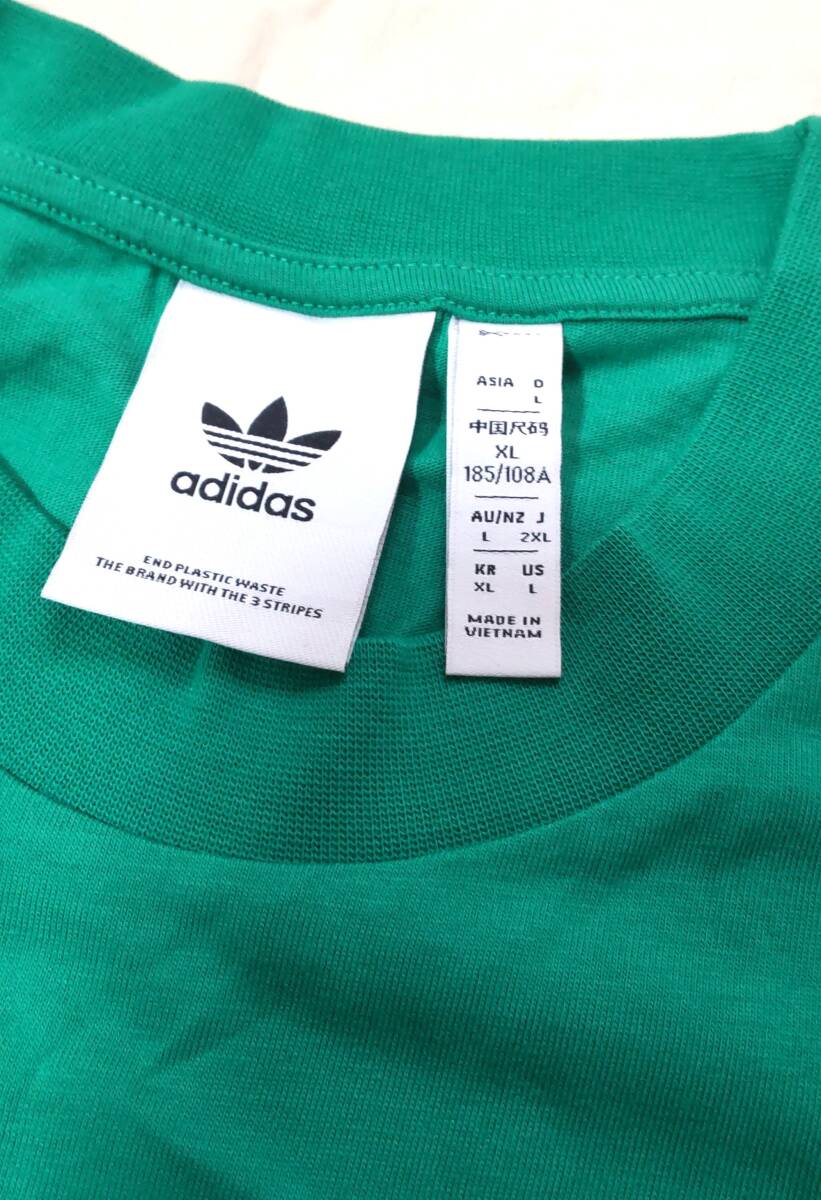 adidas
END PLASTIC WASTE
THE BRAND WITH THE 3 STRIPES
ASIA D
L
中国尺码
XL
185/108A
AU/NZ J
L 2XL
KR US
XL L
MADE IN
VIETNAM